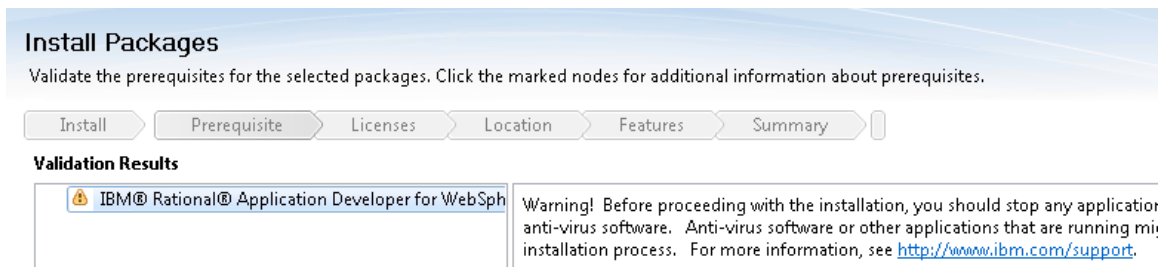 Install Packages
Validate the prerequisites for the selected packages. Click the marked nodes for additional information about prerequisites.
Install Prerequisite Licenses Location Features Summary
Validation Results
IBM® Rational® Application Developer for WebSph
Warning! Before proceeding with the installation, you should stop any application
anti-virus software. Anti-virus software or other applications that are running mi
installation process. For more information, see http://www.ibm.com/support.